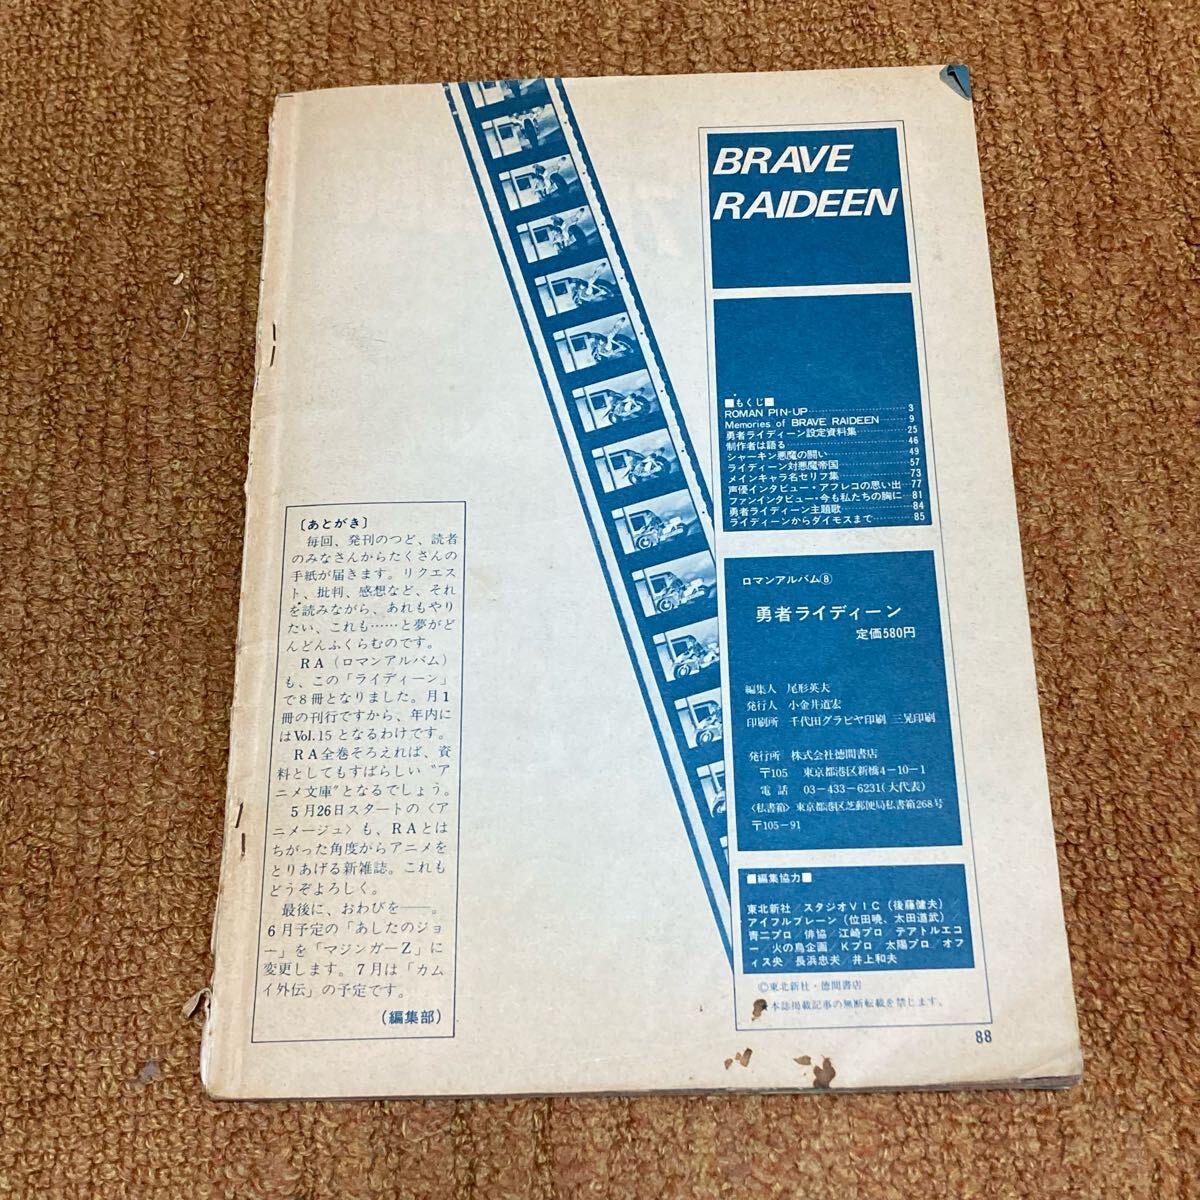 BRAVE
RAIDEEN
■もくじ■
ROMAN PIN-UP 3
Memories of BRAVE RAIDEEN 9
勇者ライディーン設定資料集 25
制作者は語る 46
シャーキン悪魔の闘い 49
ライディーン対悪魔帝国 57
メインキャラ名セリフ集 73
声優インタビュー・アフレコの思い出 77
ファンインタビュー・今も私たちの胸に 81
勇者ライディーン主題歌 84
ライディーンからダイモスまで 85
ロマンアルバム⑧
勇者ライディーン
定価580円
編集人 尾形英夫
発行人 小金井道宏
印刷所 千代田グラビヤ印刷 三晃印刷
発行所 株式会社徳間書店
〒105 東京都港区新橋4-10-1
電話 03-433-6231(大代表)
〈私書箱〉東京都港区芝郵便局私書箱268号
〒105-91
■編集協力■
東北新社／スタジオVIC（後藤健夫）
アイフルプレーン（位田暁、太田道武）
青二プロ／俳協／江崎プロ テアトルエコ
ー／火の鳥企画／Kプロ 太陽プロ オフ
ィス央／長浜忠夫／井上和夫
©東北新社・徳間書店
★本誌掲載記事の無断転載を禁じます。
88
〔あとがき〕
毎回、発刊のつど、読者
のみなさんからたくさんの
手紙が届きます。リクエス
ト、批判、感想など、それ
を読みながら、あれもやり
たい、これも……と夢がど
んどんふくらむのです。
RA（ロマンアルバム）
も、この「ライディーン」
で8冊となりました。月1
冊の刊行ですから、年内に
はVol.15となるわけです。
RA全巻そろえれば、資
料としてもすばらしい〝ア
ニメ文庫〟となるでしょう。
5月26日スタートの〈ア
ニメージュ〉も、RAとは
ちがった角度からアニメを
とりあげる新雑誌。これも
どうぞよろしく。
最後に、おわびを——。
6月予定の「あしたのジョ
ー」を「マジンガーZ」に
変更します。7月は「カム
イ外伝」の予定です。
（編集部）